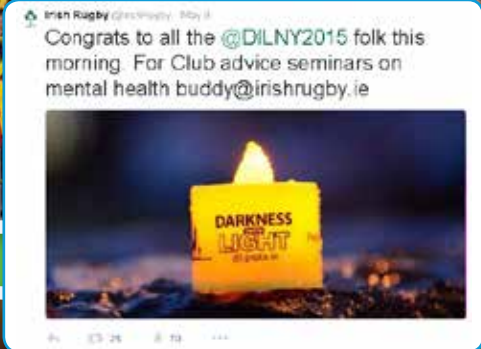 Irish Rugby
Congrats to all the @DILNY2015 folk this
morning. For Club advice seminars on
mental health buddy@irishrugby.ie
DARKNESS
LIGHT